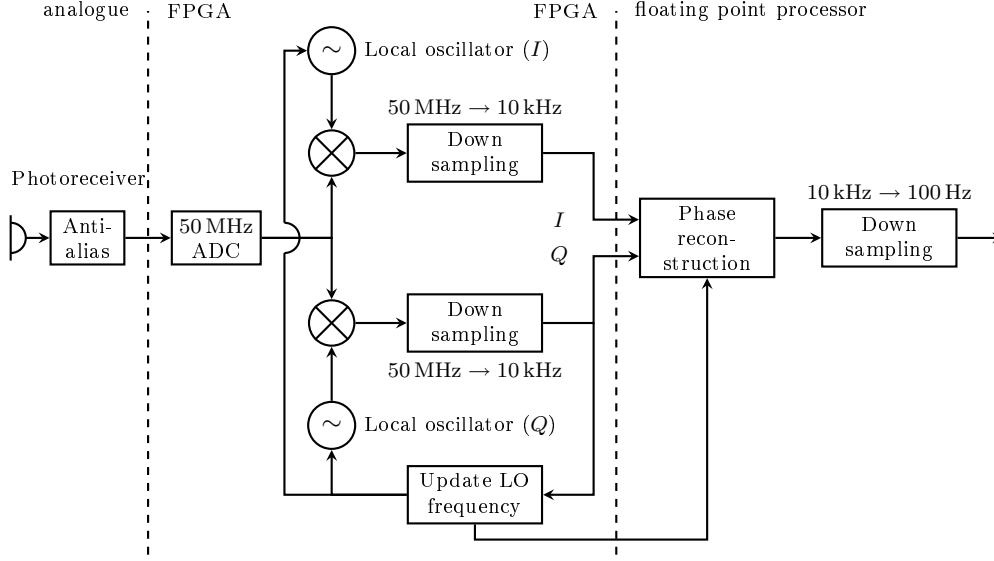 analogue
FPGA
FPGA
floating point processor
∼
Local oscillator (I)
50 MHz → 10 kHz
Down
sampling
Photoreceiver
Anti-
alias
50 MHz
ADC
I
Q
Phase
recon-
struction
10 kHz → 100 Hz
Down
sampling
Down
sampling
50 MHz → 10 kHz
∼
Local oscillator (Q)
Update LO
frequency